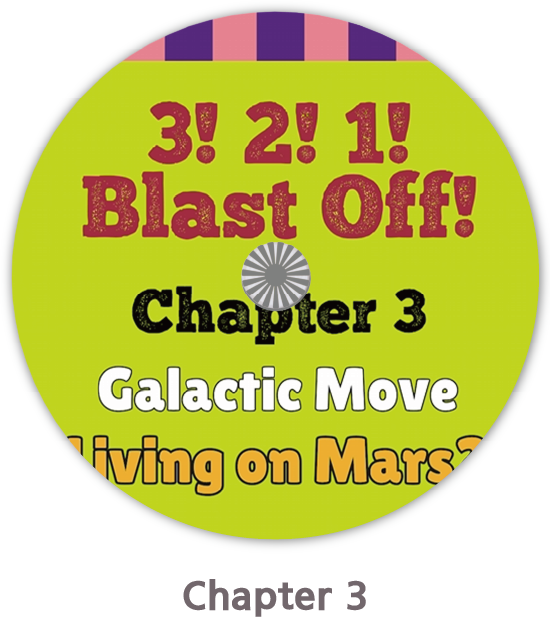 3! 2! 1!
Blast Off!
Chapter 3
Galactic Move
Living on Mars?
Chapter 3